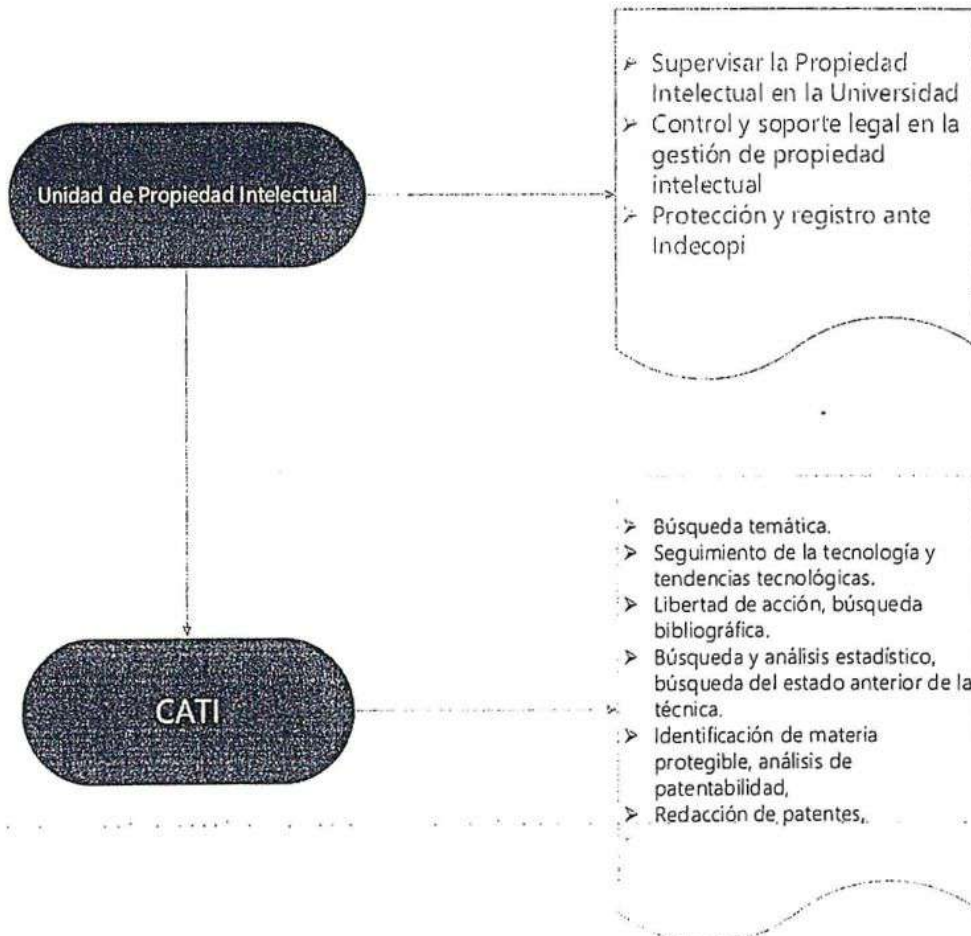 Unidad de Propiedad Intelectual
➢ Supervisar la Propiedad
Intelectual en la Universidad
➢ Control y soporte legal en la
gestión de propiedad
intelectual
➢ Protección y registro ante
Indecopi
CATI
➢ Búsqueda temática.
➢ Seguimiento de la tecnología y
tendencias tecnológicas.
➢ Libertad de acción, búsqueda
bibliográfica.
➢ Búsqueda y análisis estadístico,
búsqueda del estado anterior de la
técnica.
➢ Identificación de materia
protegible, análisis de
patentabilidad,
➢ Redacción de patentes,